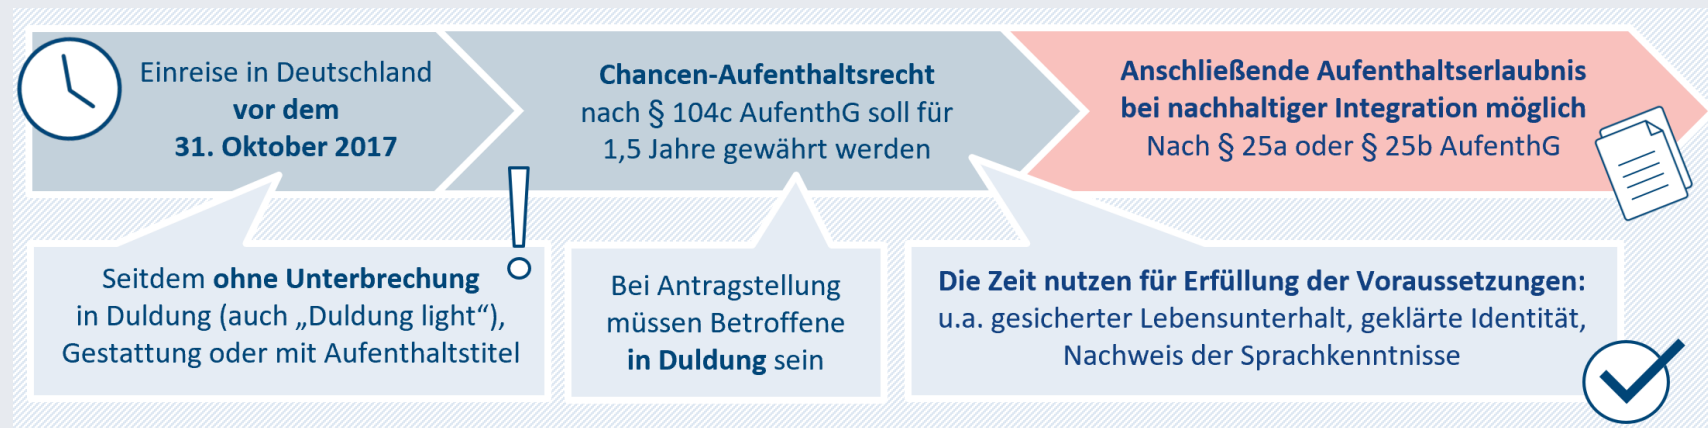 Einreise in Deutschland
vor dem
31. Oktober 2017
Chancen-Aufenthaltsrecht
nach § 104c AufenthG soll für
1,5 Jahre gewährt werden
Anschließende Aufenthaltserlaubnis
bei nachhaltiger Integration möglich
Nach § 25a oder § 25b AufenthG
Seitdem ohne Unterbrechung
in Duldung (auch „Duldung light“),
Gestattung oder mit Aufenthaltstitel
!
Bei Antragstellung
müssen Betroffene
in Duldung sein
Die Zeit nutzen für Erfüllung der Voraussetzungen:
u.a. gesicherter Lebensunterhalt, geklärte Identität,
Nachweis der Sprachkenntnisse